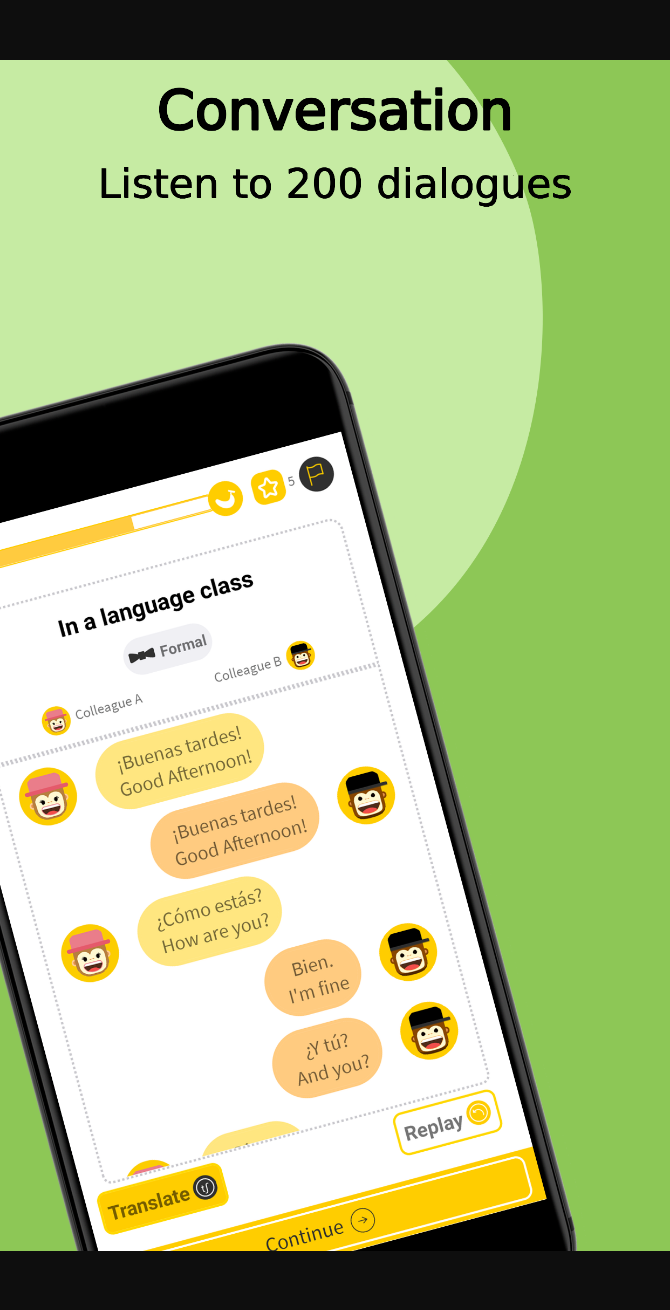 Conversation
Listen to 200 dialogues
5
In a language class
Formal
Colleague A
Colleague B
¡Buenas tardes!
Good Afternoon!
¡Buenas tardes!
Good Afternoon!
¿Cómo estás?
How are you?
Bien.
I'm fine
¿Y tú?
And you?
Replay
Translate
Continue